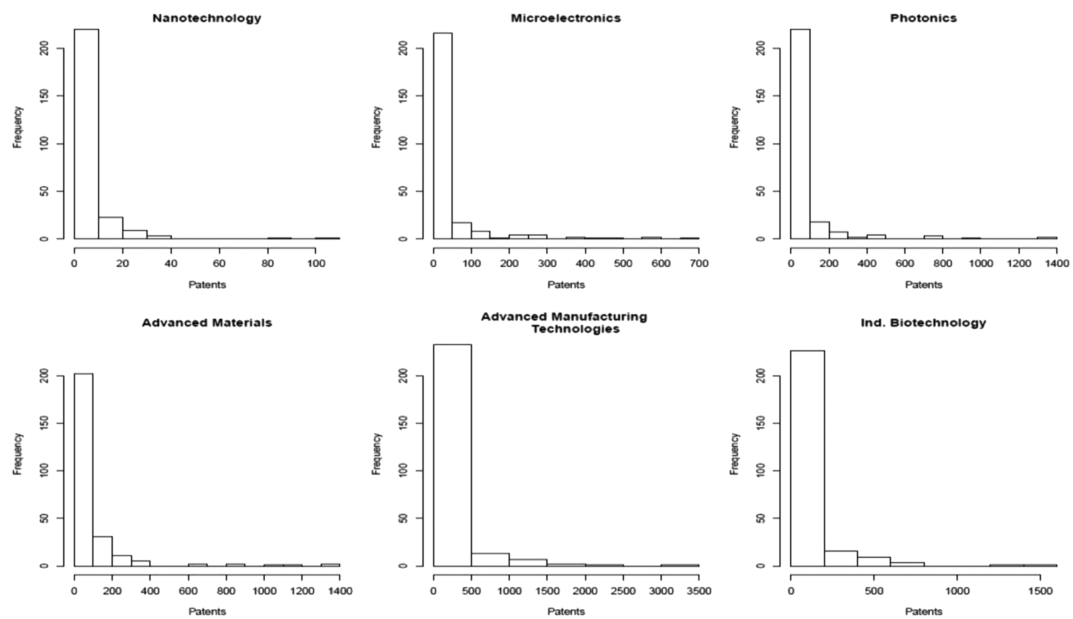 Nanotechnology
Frequency
0
50
100
150
200
0 20 40 60 80 100
Patents
Microelectronics
Frequency
0
50
100
150
200
0 100 200 300 400 500 600 700
Patents
Photonics
Frequency
0
50
100
150
200
0 200 400 600 800 1000 1200 1400
Patents
Advanced Materials
Frequency
0
50
100
150
200
0 200 400 600 800 1000 1200 1400
Patents
Advanced Manufacturing
Technologies
Frequency
0
50
100
150
200
0 500 1000 1500 2000 2500 3000 3500
Patents
Ind. Biotechnology
Frequency
0
50
100
150
200
0 500 1000 1500
Patents